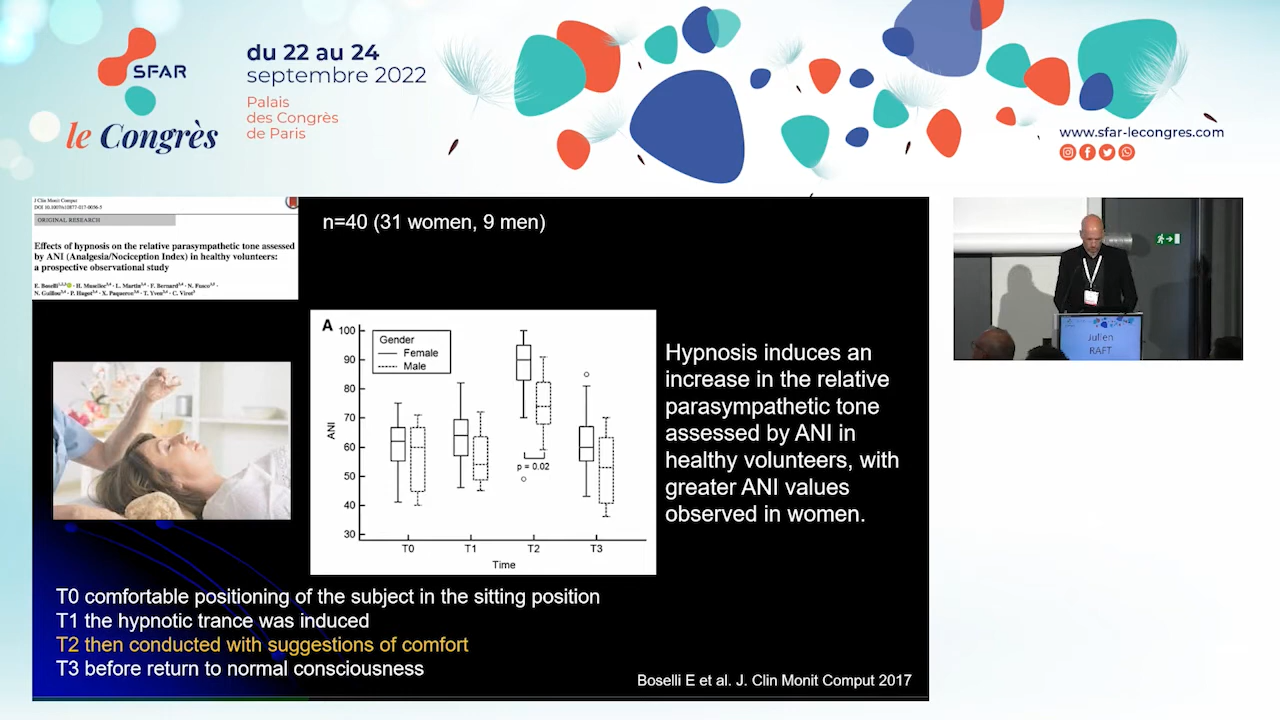 SFAR
le Congrès
du 22 au 24
septembre 2022
Palais
des Congrès
de Paris
www.sfar-lecongres.com
J Clin Monit Comput
ORIGINAL RESEARCH
Effects of hypnosis on the relative parasympathetic tone assessed
by ANI (Analgesia/Nociception Index) in healthy volunteers:
a prospective observational study
n=40 (31 women, 9 men)
A
Gender
Female
Male
100
90
80
70
60
50
40
30
ANI
p = 0.02
T0 T1 T2 T3
Time
Hypnosis induces an
increase in the relative
parasympathetic tone
assessed by ANI in
healthy volunteers, with
greater ANI values
observed in women.
T0 comfortable positioning of the subject in the sitting position
T1 the hypnotic trance was induced
T2 then conducted with suggestions of comfort
T3 before return to normal consciousness
Boselli E et al. J. Clin Monit Comput 2017
Julien
RAFT